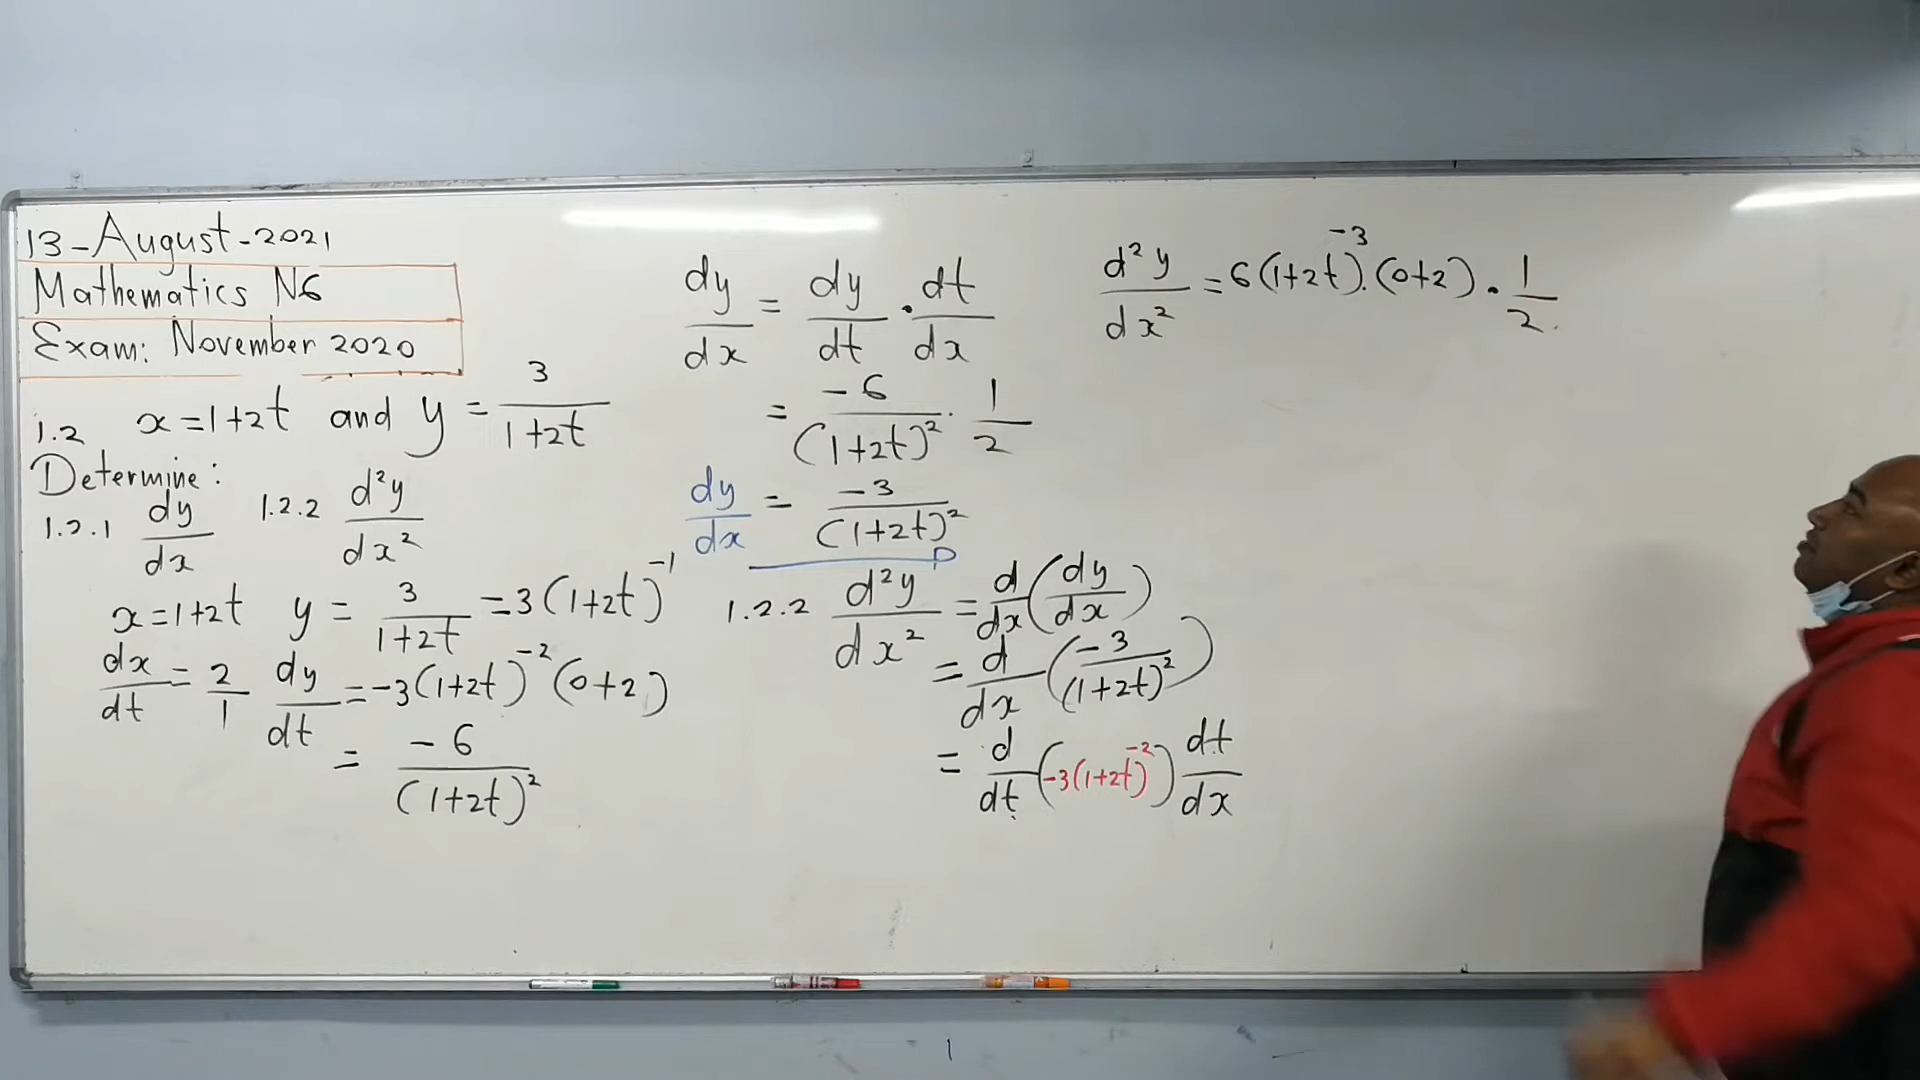 13-August-2021
Mathematics N6
Exam: November 2020
1.2 x=1+2t and y = 3/(1+2t)
Determine:
1.2.1 dy/dx 1.2.2 d²y/dx²
x=1+2t y = 3/(1+2t) =3(1+2t)^-1
dx/dt = 2/1 dy/dt =-3(1+2t)^-2 (0+2)
= -6/(1+2t)²
dy/dx = dy/dt · dt/dx
= -6/(1+2t)² · 1/2
dy/dx = -3/(1+2t)²
1.2.2 d²y/dx² = d/dx(dy/dx)
= d/dx(-3/(1+2t)²)
= d/dt(-3(1+2t)^-2) dt/dx
d²y/dx² = 6(1+2t)^-3.(0+2) · 1/2